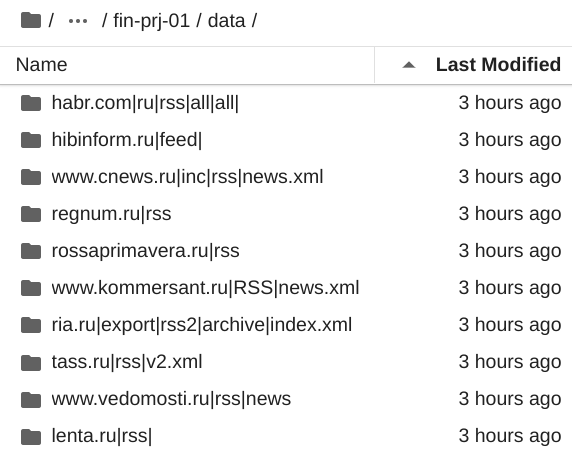 / ··· / fin-prj-01 / data /
Name Last Modified
habr.com|ru|rss|all|all| 3 hours ago
hibinform.ru|feed| 3 hours ago
www.cnews.ru|inc|rss|news.xml 3 hours ago
regnum.ru|rss 3 hours ago
rossaprimavera.ru|rss 3 hours ago
www.kommersant.ru|RSS|news.xml 3 hours ago
ria.ru|export|rss2|archive|index.xml 3 hours ago
tass.ru|rss|v2.xml 3 hours ago
www.vedomosti.ru|rss|news 3 hours ago
lenta.ru|rss| 3 hours ago